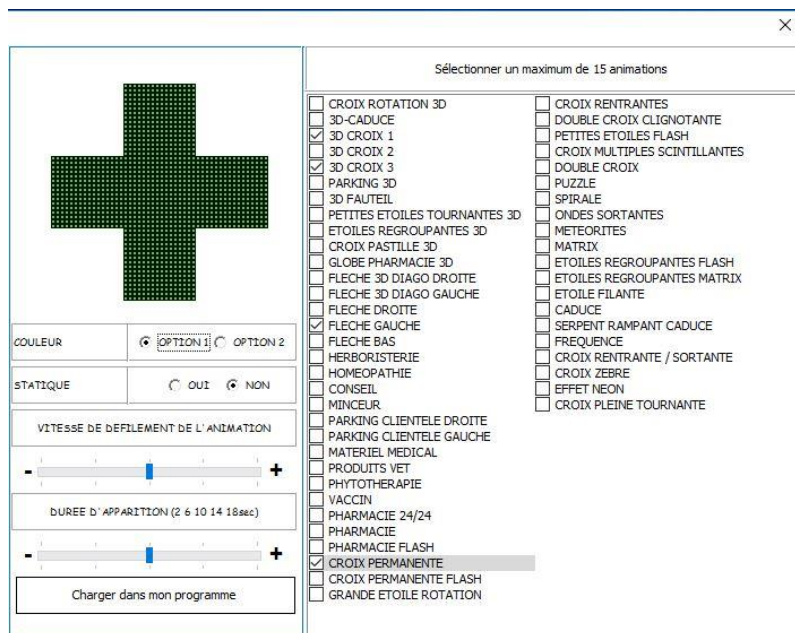 Sélectionner un maximum de 15 animations
COULEUR
OPTION 1
OPTION 2
STATIQUE
OUI
NON
VITESSE DE DEFILEMENT DE L'ANIMATION
- +
DUREE D'APPARITION (2 6 10 14 18sec)
- +
Charger dans mon programme
CROIX ROTATION 3D
3D-CADUCE
3D CROIX 1
3D CROIX 2
3D CROIX 3
PARKING 3D
3D FAUTEIL
PETITES ETOILES TOURNANTES 3D
ETOILES REGROUPANTES 3D
CROIX PASTILLE 3D
GLOBE PHARMACIE 3D
FLECHE 3D DIAGO DROITE
FLECHE 3D DIAGO GAUCHE
FLECHE DROITE
FLECHE GAUCHE
FLECHE BAS
HERBORISTERIE
HOMEOPATHIE
CONSEIL
MINCEUR
PARKING CLIENTELE DROITE
PARKING CLIENTELE GAUCHE
MATERIEL MEDICAL
PRODUITS VET
PHYTOTHERAPIE
VACCIN
PHARMACIE 24/24
PHARMACIE
PHARMACIE FLASH
CROIX PERMANENTE
CROIX PERMANENTE FLASH
GRANDE ETOILE ROTATION
CROIX RENTRANTES
DOUBLE CROIX CLIGNOTANTE
PETITES ETOILES FLASH
CROIX MULTIPLES SCINTILLANTES
DOUBLE CROIX
PUZZLE
SPIRALE
ONDES SORTANTES
METEORITES
MATRIX
ETOILES REGROUPANTES FLASH
ETOILES REGROUPANTES MATRIX
ETOILE FILANTE
CADUCE
SERPENT RAMPANT CADUCE
FREQUENCE
CROIX RENTRANTE / SORTANTE
CROIX ZEBRE
EFFET NEON
CROIX PLEINE TOURNANTE